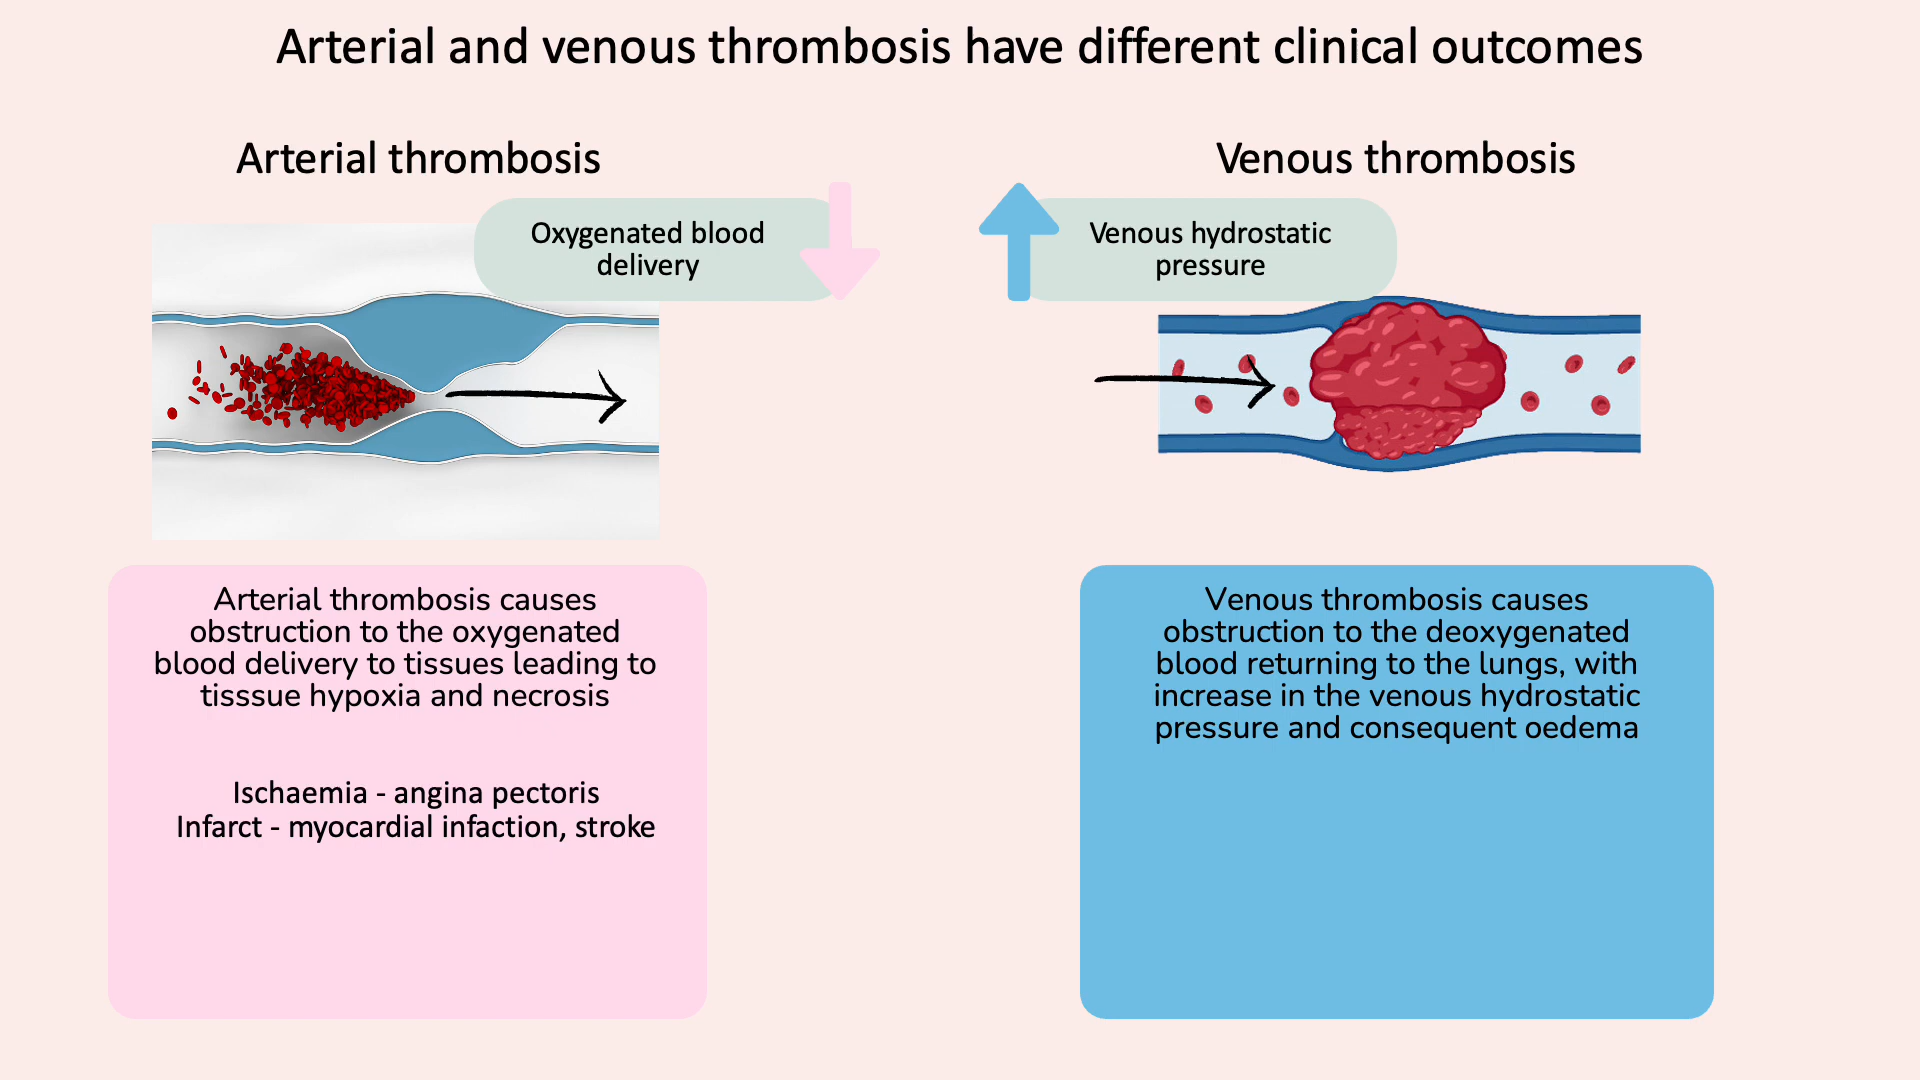 Arterial and venous thrombosis have different clinical outcomes
Arterial thrombosis
Oxygenated blood
delivery
Arterial thrombosis causes
obstruction to the oxygenated
blood delivery to tissues leading to
tisssue hypoxia and necrosis
Ischaemia - angina pectoris
Infarct - myocardial infaction, stroke
Venous thrombosis
Venous hydrostatic
pressure
Venous thrombosis causes
obstruction to the deoxygenated
blood returning to the lungs, with
increase in the venous hydrostatic
pressure and consequent oedema